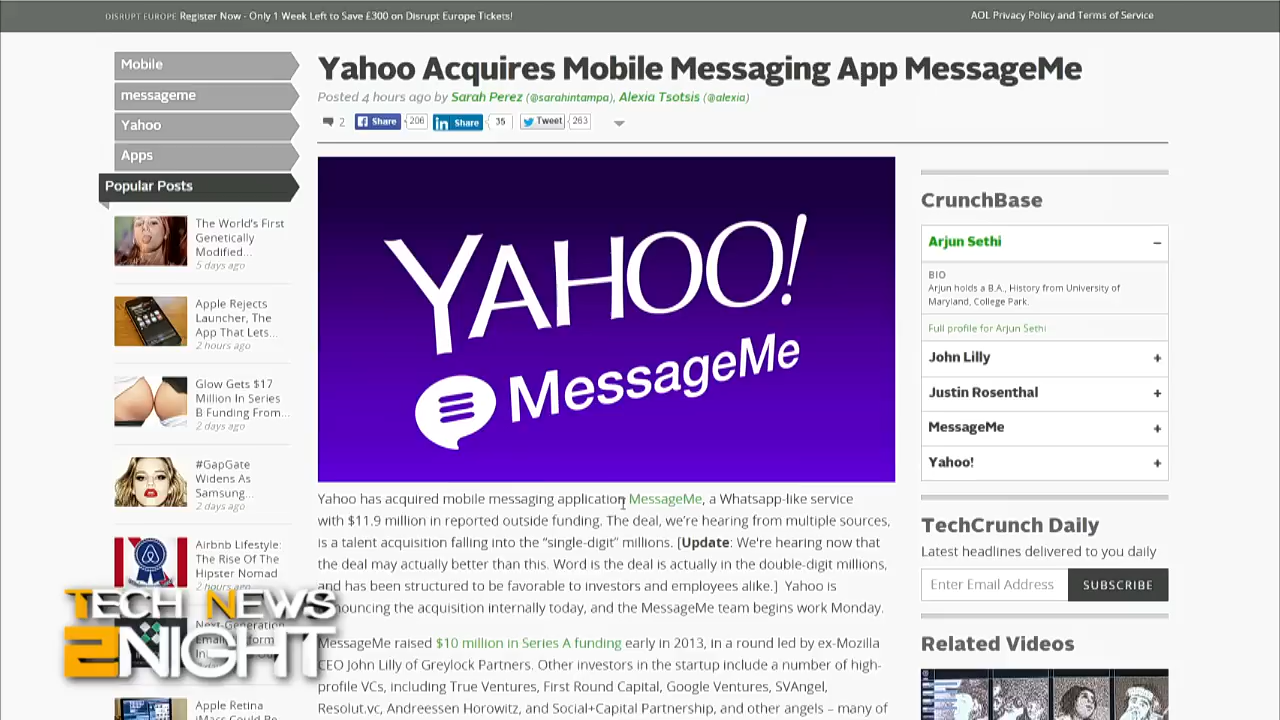 DISRUPT EUROPE Register Now - Only 1 Week Left to Save £300 on Disrupt Europe Tickets!
AOL Privacy Policy and Terms of Service
Mobile
messageme
Yahoo
Apps
Popular Posts
The World's First
Genetically
Modified...
5 days ago
Apple Rejects
Launcher, The
App That Lets...
2 hours ago
Glow Gets $17
Million In Series
B Funding From...
2 days ago
#GapGate
Widens As
Samsung...
2 days ago
Airbnb Lifestyle:
The Rise Of The
Hipster Nomad
2 hours ago
Next-Generation
Apple Retina
iMacs Could Be
TECH NEWS
2NIGHT
Yahoo Acquires Mobile Messaging App MessageMe
Posted 4 hours ago by Sarah Perez (@sarahintampa), Alexia Tsotsis (@alexia)
2 Share 206 in Share 35 Tweet 263
YAHOO!
MessageMe
Yahoo has acquired mobile messaging application MessageMe, a Whatsapp-like service
with $11.9 million in reported outside funding. The deal, we're hearing from multiple sources,
is a talent acquisition falling into the "single-digit" millions. [Update: We're hearing now that
the deal may actually better than this. Word is the deal is actually in the double-digit millions,
and has been structured to be favorable to investors and employees alike.] Yahoo is
announcing the acquisition internally today, and the MessageMe team begins work Monday.
MessageMe raised $10 million in Series A funding early in 2013, in a round led by ex-Mozilla
CEO John Lilly of Greylock Partners. Other investors in the startup include a number of high-
profile VCs, including True Ventures, First Round Capital, Google Ventures, SVAngel,
Resolut.vc, Andreessen Horowitz, and Social+Capital Partnership, and other angels – many of
CrunchBase
Arjun Sethi –
BIO
Arjun holds a B.A., History from University of
Maryland, College Park.
Full profile for Arjun Sethi
John Lilly +
Justin Rosenthal +
MessageMe +
Yahoo! +
TechCrunch Daily
Latest headlines delivered to you daily
Enter Email Address SUBSCRIBE
Related Videos